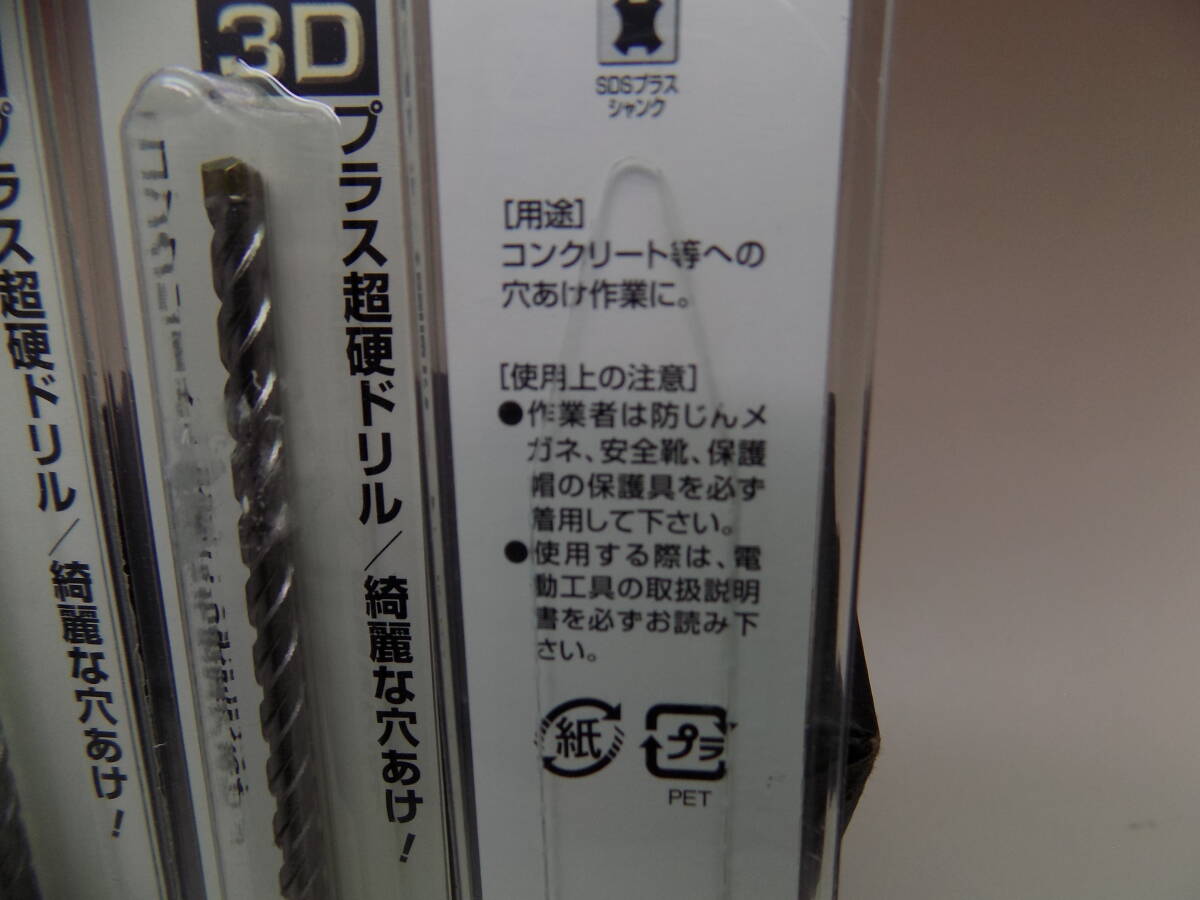 3D
プラス超硬ドリル/綺麗な穴あけ!
プラス超硬ドリル/綺麗な穴あけ!
SDSプラス
シャンク
[用途]
コンクリート等への
穴あけ作業に。
[使用上の注意]
●作業者は防じんメ
ガネ、安全靴、保護
帽の保護具を必ず
着用して下さい。
●使用する際は、電
動工具の取扱説明
書を必ずお読み下
さい。
紙
プラ
PET